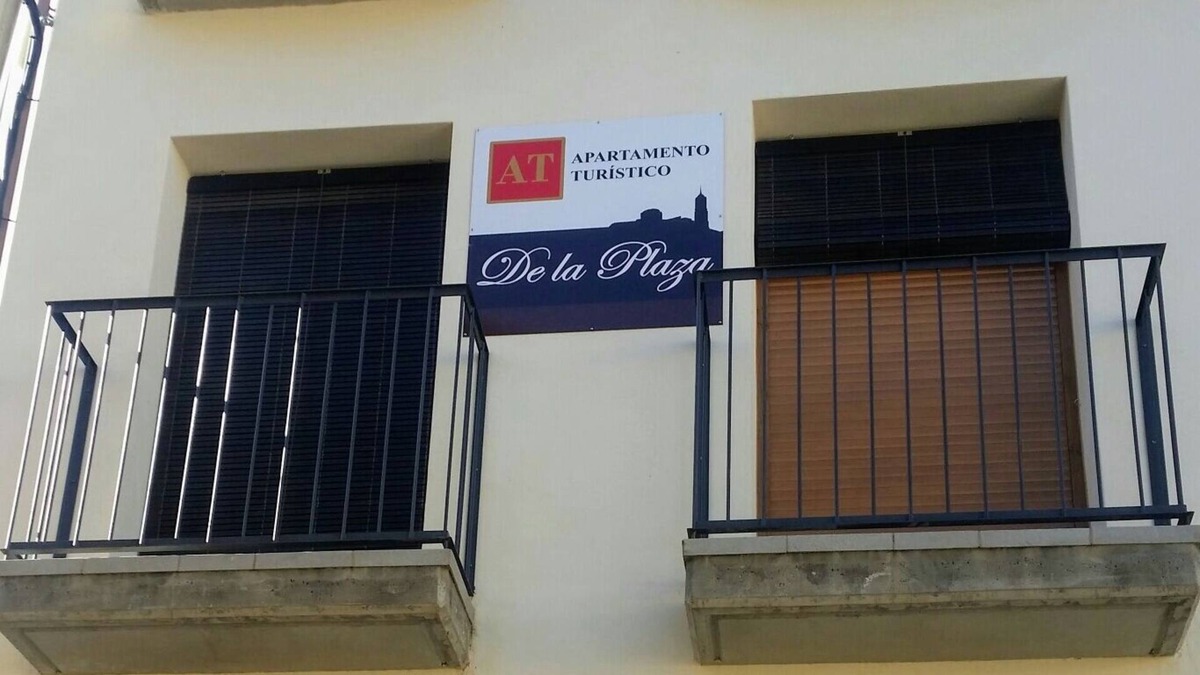 AT
APARTAMENTO
TURÍSTICO
De la Plaza